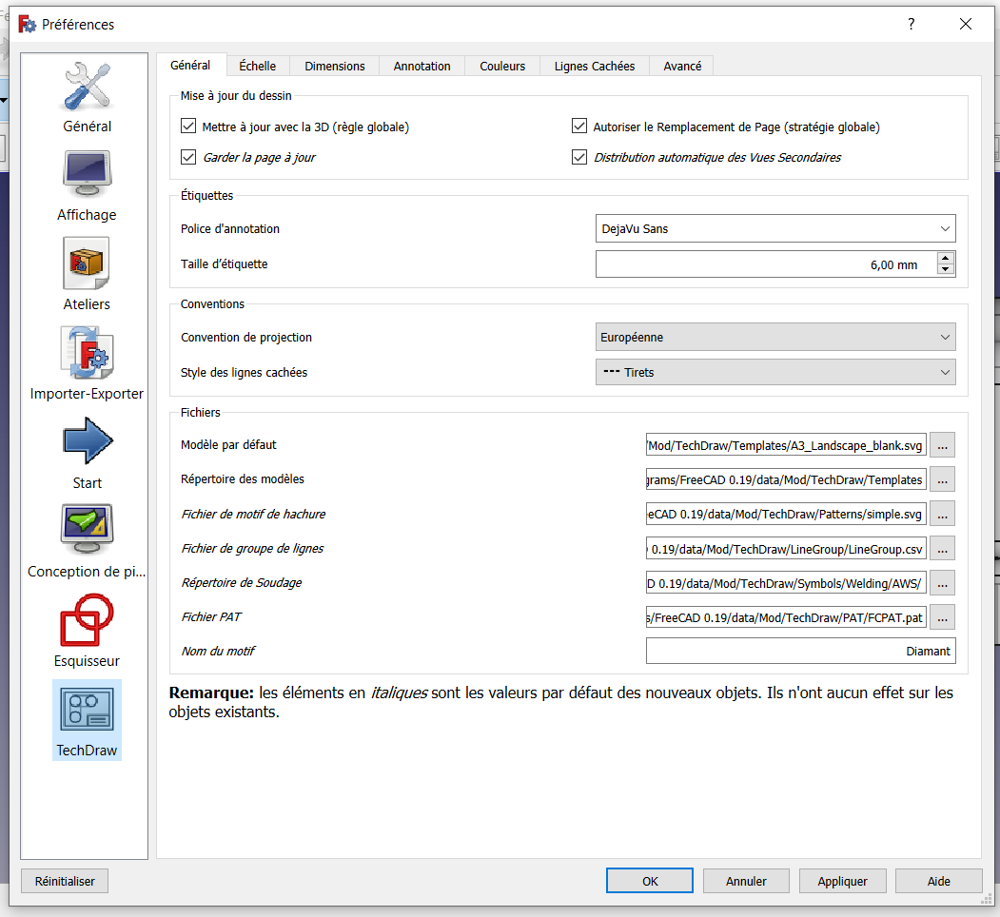 Préférences
?
Général
Affichage
Ateliers
Importer-Exporter
Start
Conception de pi...
Esquisseur
TechDraw
Général
Échelle
Dimensions
Annotation
Couleurs
Lignes Cachées
Avancé
Mise à jour du dessin
Mettre à jour avec la 3D (règle globale)
Autoriser le Remplacement de Page (stratégie globale)
Garder la page à jour
Distribution automatique des Vues Secondaires
Étiquettes
Police d'annotation
DejaVu Sans
Taille d'étiquette
6,00 mm
Conventions
Convention de projection
Européenne
Style des lignes cachées
--- Tirets
Fichiers
Modèle par défaut
/Mod/TechDraw/Templates/A3_Landscape_blank.svg
...
Répertoire des modèles
grams/FreeCAD 0.19/data/Mod/TechDraw/Templates
...
Fichier de motif de hachure
eCAD 0.19/data/Mod/TechDraw/Patterns/simple.svg
...
Fichier de groupe de lignes
0.19/data/Mod/TechDraw/LineGroup/LineGroup.csv
...
Répertoire de Soudage
D 0.19/data/Mod/TechDraw/Symbols/Welding/AWS/
...
Fichier PAT
s/FreeCAD 0.19/data/Mod/TechDraw/PAT/FCPAT.pat
...
Nom du motif
Diamant
Remarque: les éléments en italiques sont les valeurs par défaut des nouveaux objets. Ils n'ont aucun effet sur les
objets existants.
Réinitialiser
OK
Annuler
Appliquer
Aide